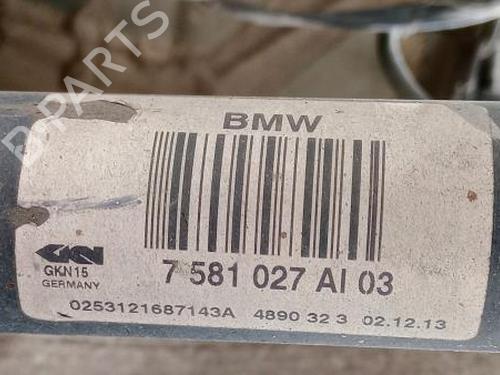 BMW
7 581 027 AI 03
GKN
GKN15
GERMANY
0253121687143A 4890 32 3 02.12.13
B-PARTS